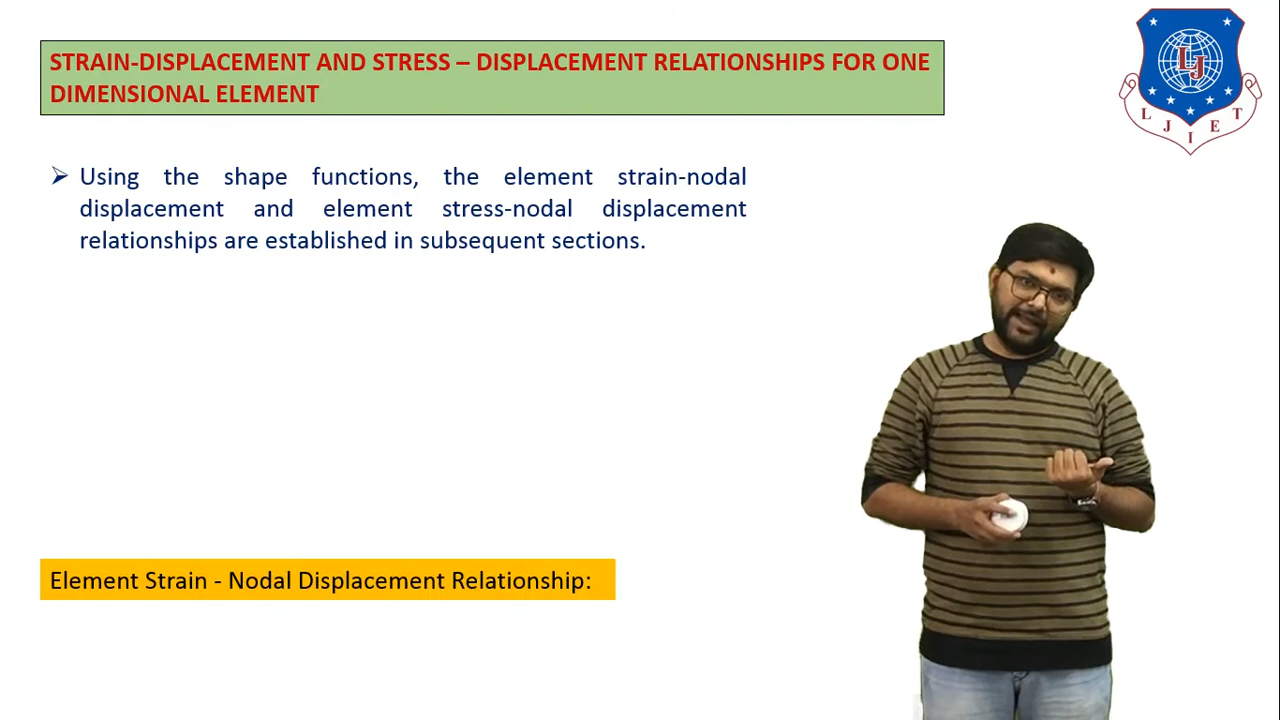 STRAIN-DISPLACEMENT AND STRESS – DISPLACEMENT RELATIONSHIPS FOR ONE
DIMENSIONAL ELEMENT
LJ
L J I E T
Using the shape functions, the element strain-nodal
displacement and element stress-nodal displacement
relationships are established in subsequent sections.
Element Strain - Nodal Displacement Relationship: